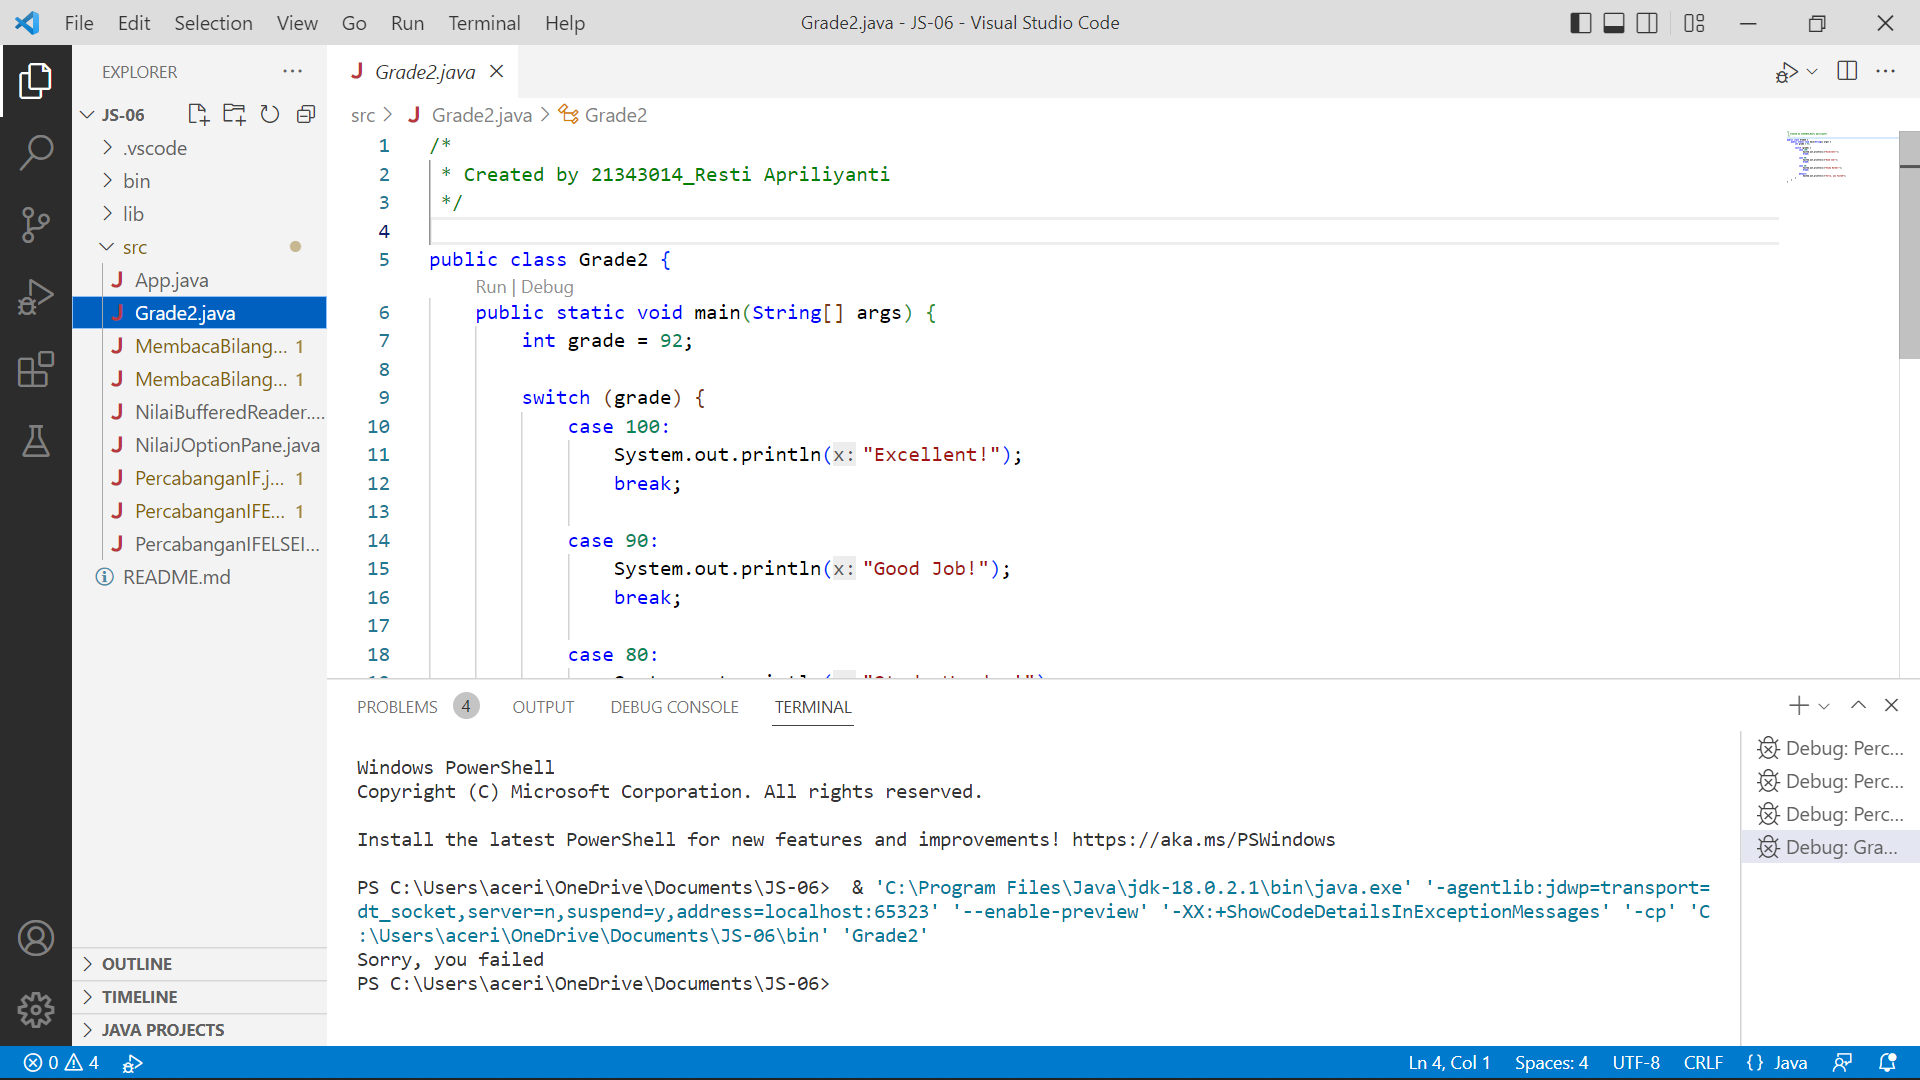 File Edit Selection View Go Run Terminal Help Grade2.java - JS-06 - Visual Studio Code
EXPLORER
JS-06
.vscode
bin
lib
src
App.java
Grade2.java
MembacaBilang... 1
MembacaBilang... 1
NilaiBufferedReader....
NilaiJOptionPane.java
PercabanganIF.j... 1
PercabanganIFE... 1
PercabanganIFELSEI...
README.md
OUTLINE
TIMELINE
JAVA PROJECTS
Grade2.java
src > Grade2.java > Grade2
1 /*
2 * Created by 21343014_Resti Apriliyanti
3 */
4
5 public class Grade2 {
Run | Debug
6 public static void main(String[] args) {
7 int grade = 92;
8
9 switch (grade) {
10 case 100:
11 System.out.println(x: "Excellent!");
12 break;
13
14 case 90:
15 System.out.println(x: "Good Job!");
16 break;
17
18 case 80:
PROBLEMS 4 OUTPUT DEBUG CONSOLE TERMINAL
Windows PowerShell
Copyright (C) Microsoft Corporation. All rights reserved.
Install the latest PowerShell for new features and improvements! https://aka.ms/PSWindows
PS C:\Users\aceri\OneDrive\Documents\JS-06>  & 'C:\Program Files\Java\jdk-18.0.2.1\bin\java.exe' '-agentlib:jdwp=transport=
dt_socket,server=n,suspend=y,address=localhost:65323' '--enable-preview' '-XX:+ShowCodeDetailsInExceptionMessages' '-cp' 'C
:\Users\aceri\OneDrive\Documents\JS-06\bin' 'Grade2'
Sorry, you failed
PS C:\Users\aceri\OneDrive\Documents\JS-06>
Debug: Perc...
Debug: Perc...
Debug: Perc...
Debug: Gra...
0 4 Ln 4, Col 1 Spaces: 4 UTF-8 CRLF {} Java